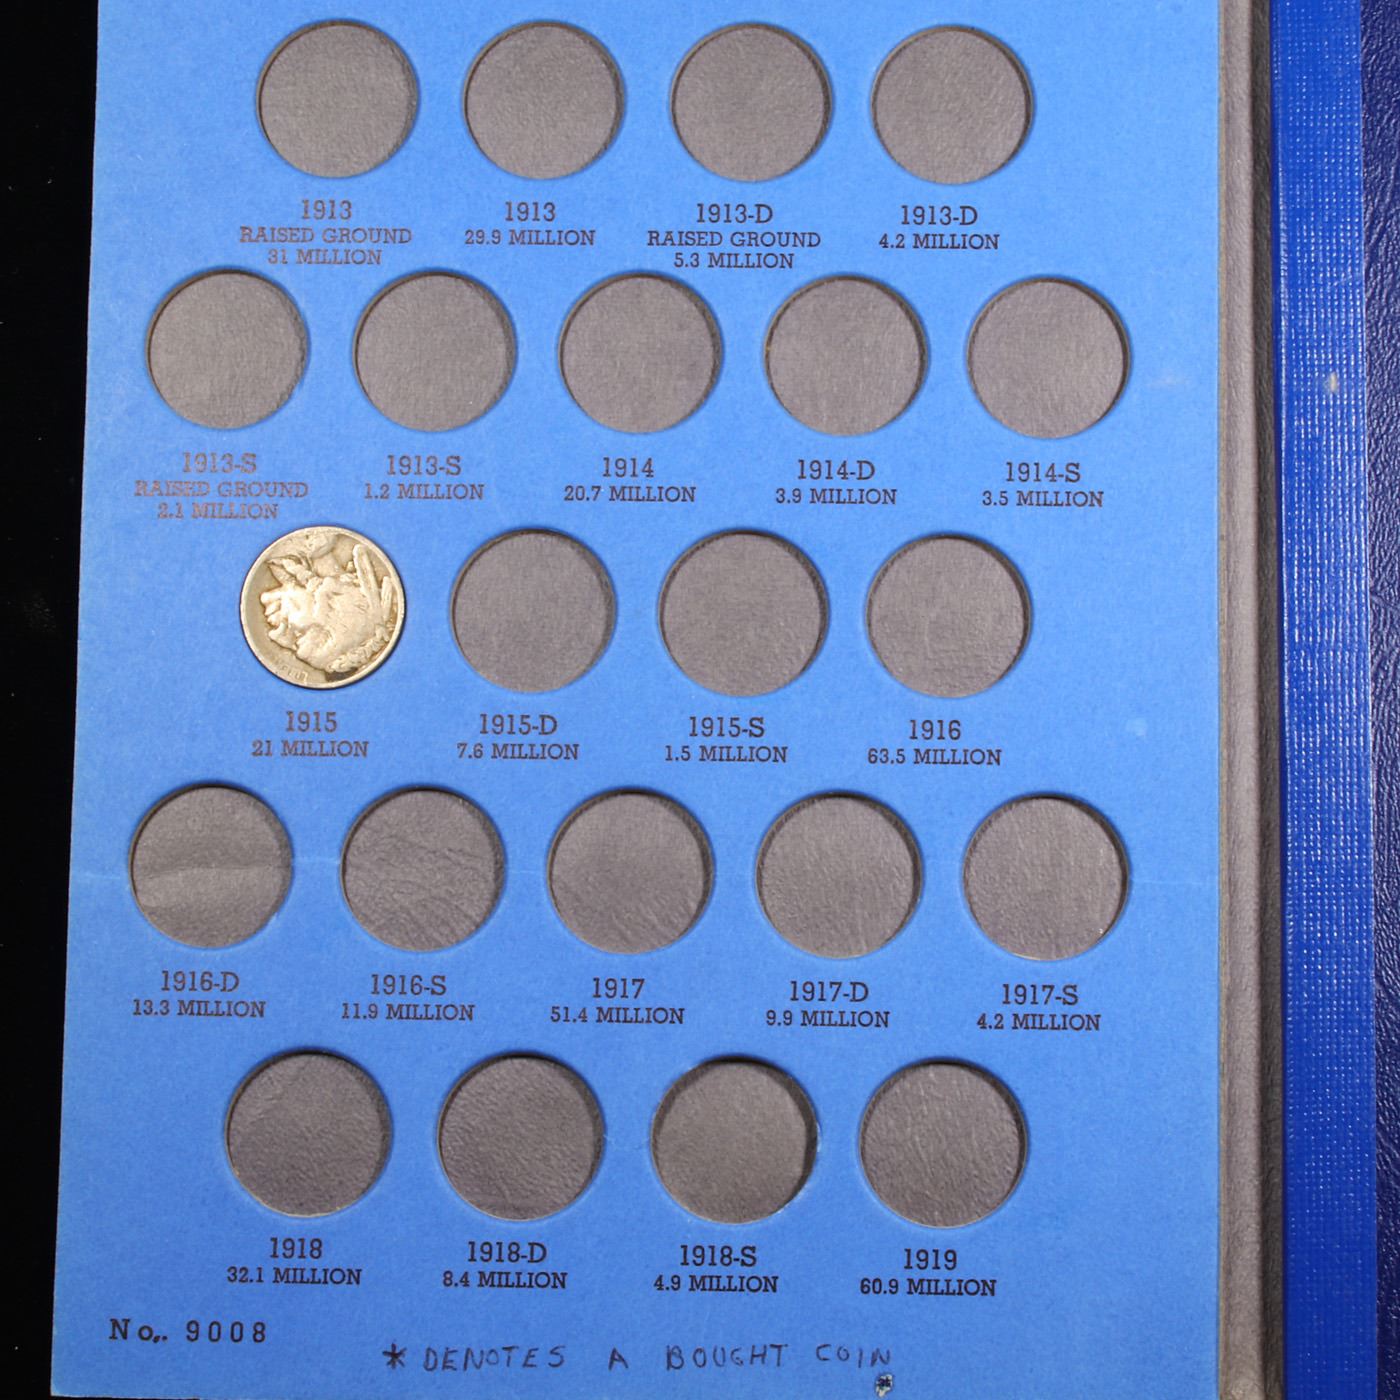 1913 1913 1913-D 1913-D
RAISED GROUND 29.9 MILLION RAISED GROUND 4.2 MILLION
31 MILLION 5.3 MILLION
1913-S 1913-S 1914 1914-D 1914-S
RAISED GROUND 1.2 MILLION 20.7 MILLION 3.9 MILLION 3.5 MILLION
2.1 MILLION
1915 1915-D 1915-S 1916
21 MILLION 7.6 MILLION 1.5 MILLION 63.5 MILLION
1916-D 1916-S 1917 1917-D 1917-S
13.3 MILLION 11.9 MILLION 51.4 MILLION 9.9 MILLION 4.2 MILLION
1918 1918-D 1918-S 1919
32.1 MILLION 8.4 MILLION 4.9 MILLION 60.9 MILLION
No. 9008
* DENOTES A BOUGHT COIN